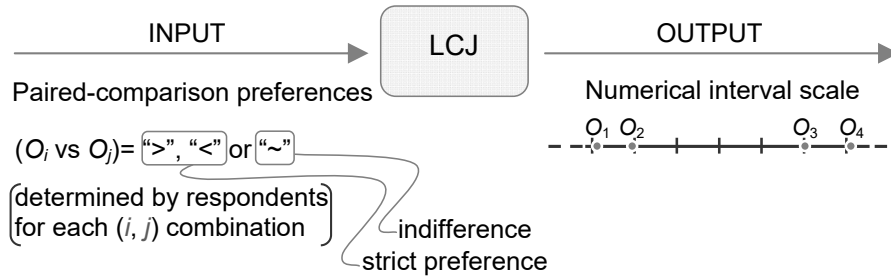 INPUT
LCJ
OUTPUT
Paired-comparison preferences
Numerical interval scale
O₁ O₂ O₃ O₄
(Oᵢ vs Oⱼ)= “>”, “<” or “~”
determined by respondents
for each (i, j) combination
indifference
strict preference